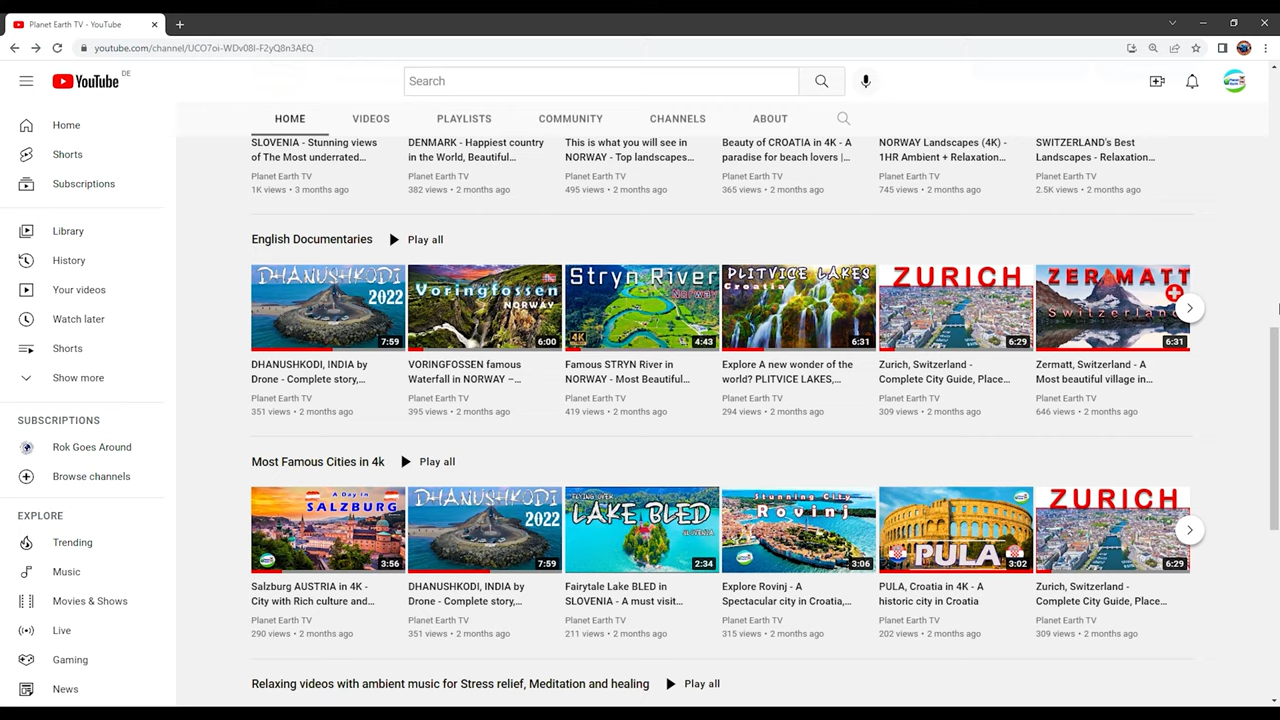 Planet Earth TV - YouTube
youtube.com/channel/UCO7oi-WDv08I-F2yQ8n3AEQ
YouTube DE
Search
HOME VIDEOS PLAYLISTS COMMUNITY CHANNELS ABOUT
Home
Shorts
Subscriptions
Library
History
Your videos
Watch later
Shorts
Show more
SUBSCRIPTIONS
Rok Goes Around
Browse channels
EXPLORE
Trending
Music
Movies & Shows
Live
Gaming
News
SLOVENIA - Stunning views
of The Most underrated...
Planet Earth TV
1K views • 3 months ago
DENMARK - Happiest country
in the World, Beautiful...
Planet Earth TV
382 views • 2 months ago
This is what you will see in
NORWAY - Top landscapes...
Planet Earth TV
495 views • 2 months ago
Beauty of CROATIA in 4K - A
paradise for beach lovers |...
Planet Earth TV
365 views • 2 months ago
NORWAY Landscapes (4K) -
1HR Ambient + Relaxation...
Planet Earth TV
745 views • 2 months ago
SWITZERLAND's Best
Landscapes - Relaxation...
Planet Earth TV
2.5K views • 2 months ago
English Documentaries Play all
DHANUSHKODI
2022
7:59
DHANUSHKODI, INDIA by
Drone - Complete story,...
Planet Earth TV
351 views • 2 months ago
Voringfossen
NORWAY
6:00
VORINGFOSSEN famous
Waterfall in NORWAY –...
Planet Earth TV
395 views • 2 months ago
Stryn River
Norway
4K
4:43
Famous STRYN River in
NORWAY - Most Beautiful...
Planet Earth TV
419 views • 2 months ago
PLITVICE LAKES
Croatia
6:31
Explore A new wonder of the
world? PLITVICE LAKES,...
Planet Earth TV
294 views • 2 months ago
ZURICH
6:29
Zurich, Switzerland -
Complete City Guide, Place...
Planet Earth TV
309 views • 2 months ago
ZERMATT
Switzerland
6:31
Zermatt, Switzerland - A
Most beautiful village in...
Planet Earth TV
646 views • 2 months ago
Most Famous Cities in 4k Play all
A Day in
SALZBURG
3:56
Salzburg AUSTRIA in 4K -
City with Rich culture and...
Planet Earth TV
290 views • 2 months ago
DHANUSHKODI
2022
7:59
DHANUSHKODI, INDIA by
Drone - Complete story,...
Planet Earth TV
351 views • 2 months ago
FLYING OVER
LAKE BLED
SLOVENIA
2:34
Fairytale Lake BLED in
SLOVENIA - A must visit...
Planet Earth TV
211 views • 2 months ago
Stunning City
Rovinj
3:06
Explore Rovinj - A
Spectacular city in Croatia,...
Planet Earth TV
315 views • 2 months ago
PULA
3:02
PULA, Croatia in 4K - A
historic city in Croatia
Planet Earth TV
202 views • 2 months ago
ZURICH
6:29
Zurich, Switzerland -
Complete City Guide, Place...
Planet Earth TV
309 views • 2 months ago
Relaxing videos with ambient music for Stress relief, Meditation and healing Play all